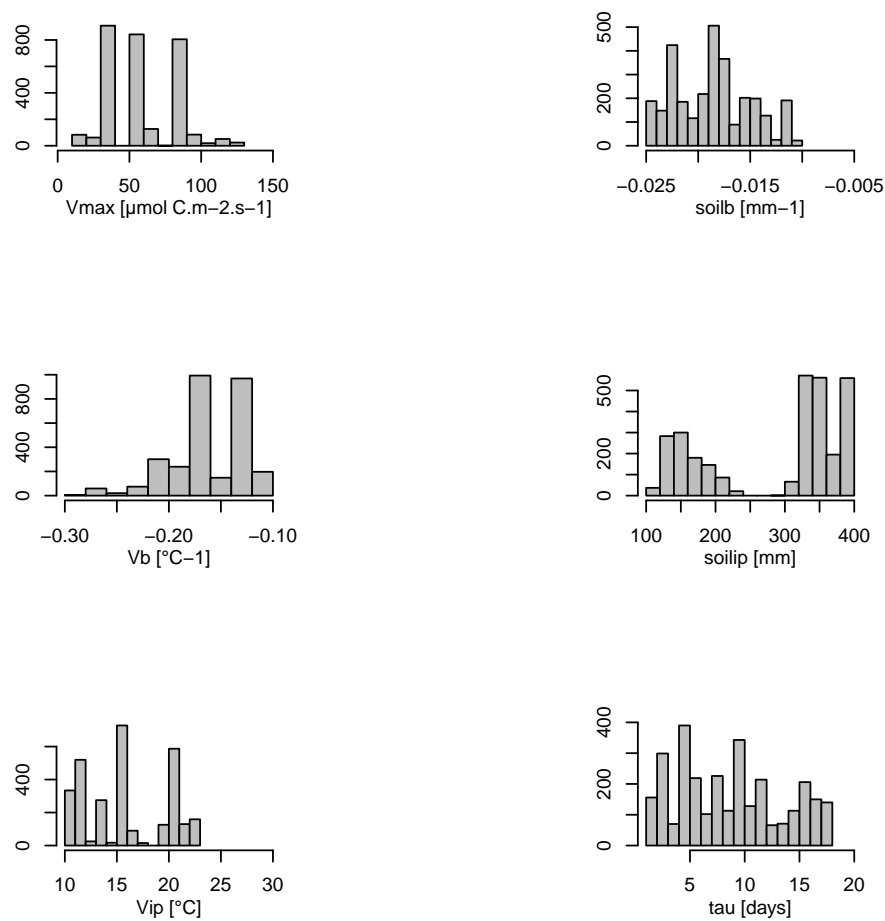 0 400 800
0 50 100 150
Vmax [µmol C.m−2.s−1]
0 200 500
−0.025 −0.015 −0.005
soilb [mm−1]
0 400 800
−0.30 −0.20 −0.10
Vb [°C−1]
0 200 500
100 200 300 400
soilip [mm]
0 400
10 15 20 25 30
Vip [°C]
0 200 400
5 10 15 20
tau [days]